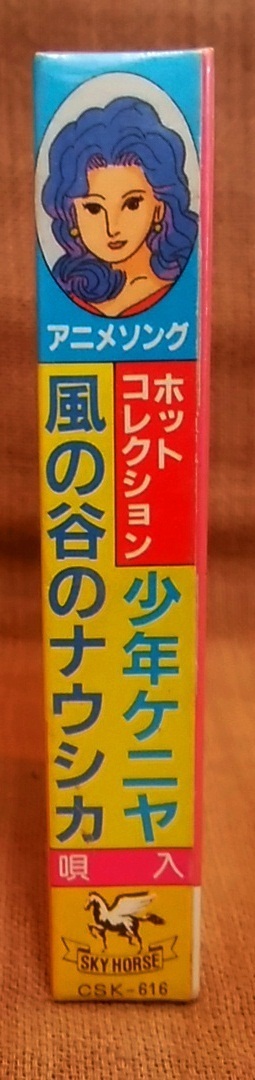 アニメソング
ホット
コレクション
少年ケニヤ
風の谷のナウシカ
唄入
SKY HORSE
CSK-616